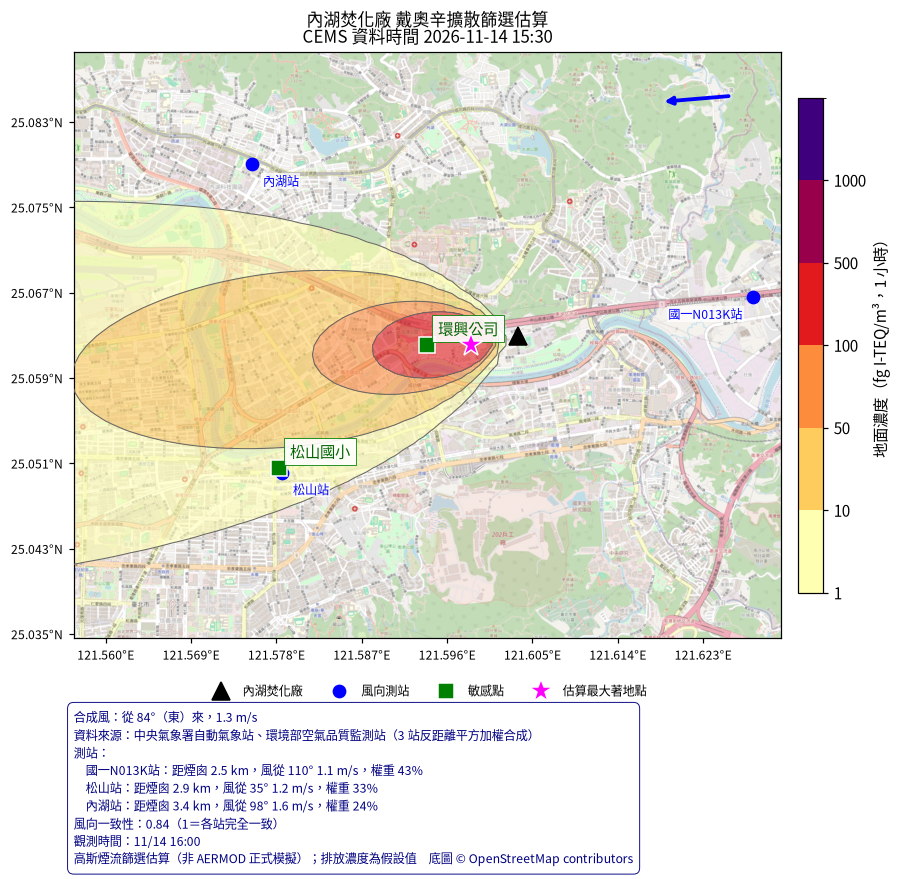 內湖焚化廠 戴奧辛擴散篩選估算
CEMS 資料時間 2026-11-14 15:30
25.083°N
25.075°N
25.067°N
25.059°N
25.051°N
25.043°N
25.035°N
內湖站
國一N013K站
環興公司
松山國小
松山站
121.560°E
121.569°E
121.578°E
121.587°E
121.596°E
121.605°E
121.614°E
121.623°E
1000
500
100
50
10
1
地面濃度（fg I-TEQ/m³，1 小時）
內湖焚化廠
風向測站
敏感點
估算最大著地點
合成風：從 84°（東）來，1.3 m/s
資料來源：中央氣象署自動氣象站、環境部空氣品質監測站（3 站反距離平方加權合成）
測站：
國一N013K站：距煙囪 2.5 km，風從 110° 1.1 m/s，權重 43%
松山站：距煙囪 2.9 km，風從 35° 1.2 m/s，權重 33%
內湖站：距煙囪 3.4 km，風從 98° 1.6 m/s，權重 24%
風向一致性：0.84（1＝各站完全一致）
觀測時間：11/14 16:00
高斯煙流篩選估算（非 AERMOD 正式模擬）；排放濃度為假設值　底圖 © OpenStreetMap contributors